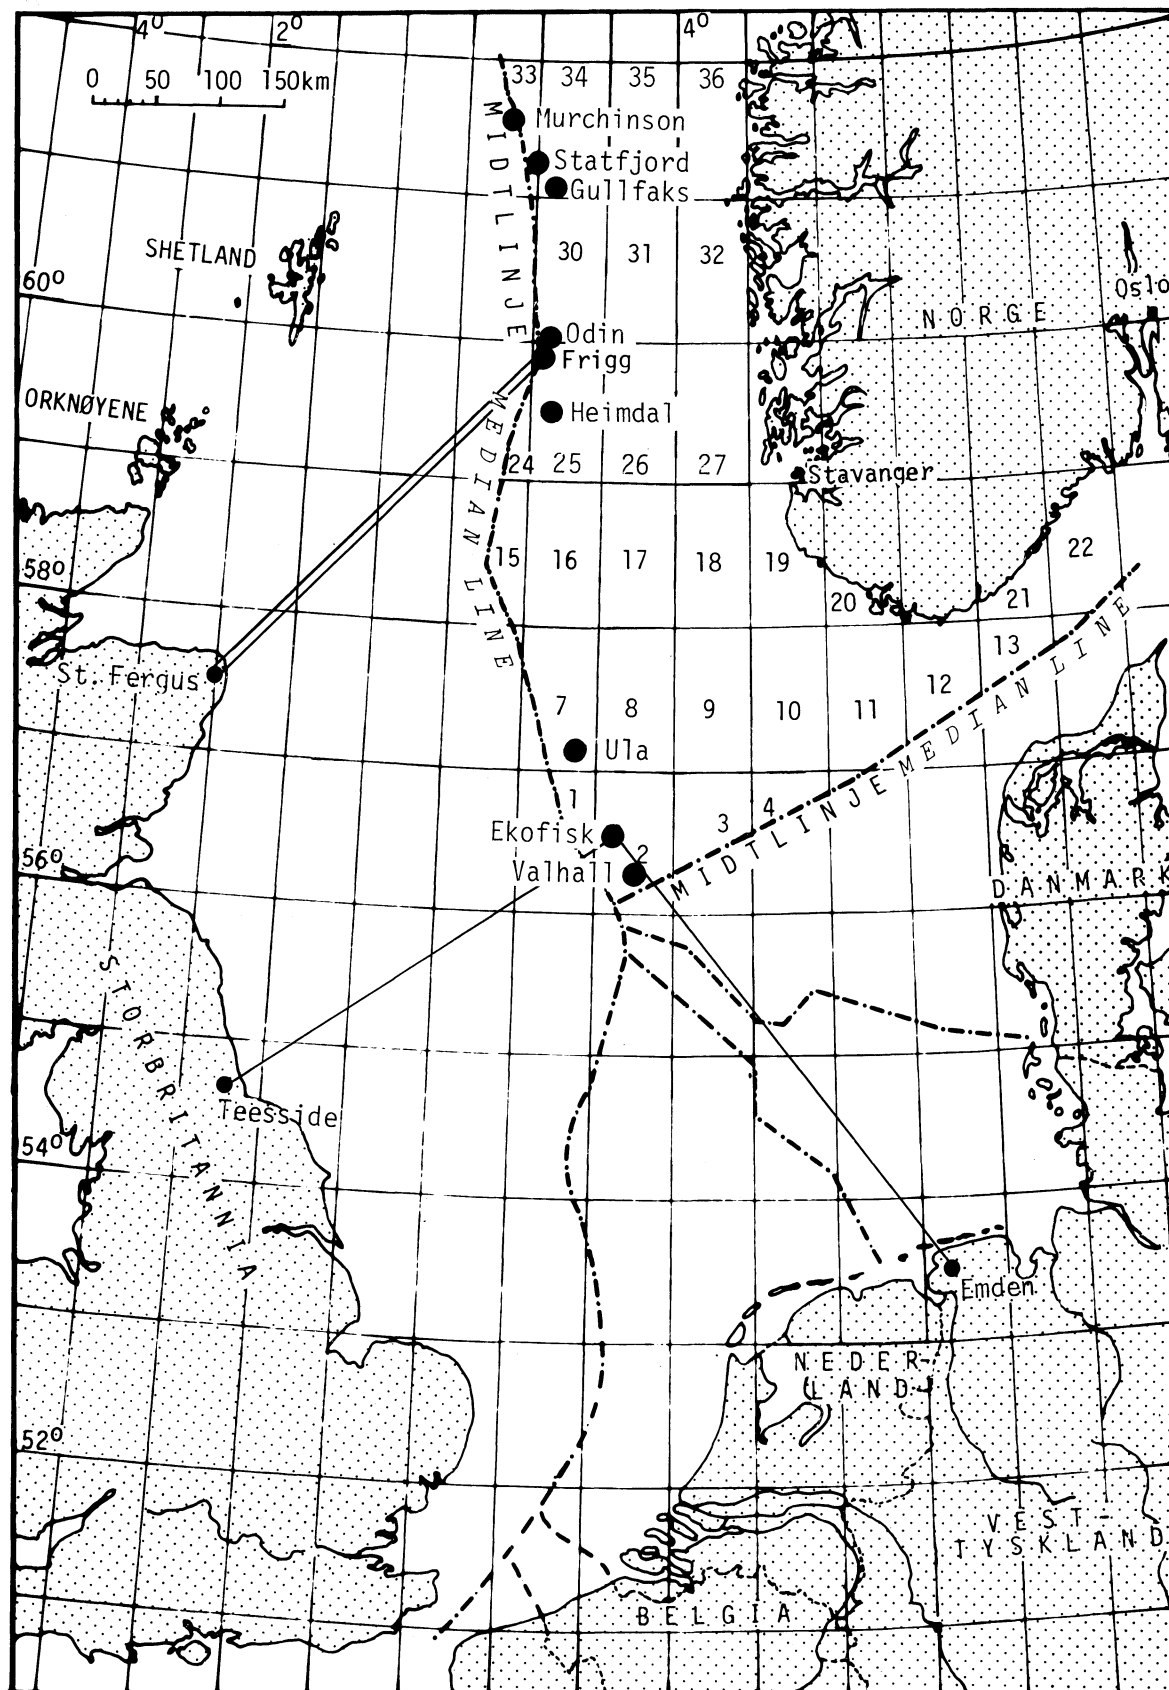 4° 2° 4°
0 50 100 150km
33 34 35 36
Murchinson
Statfjord
Gullfaks
MIDTLINJE
SHETLAND
30 31 32
60°
Oslo
NORGE
Odin
Frigg
ORKNØYENE
Heimdal
MEDIAN LINE
24 25 26 27
Stavanger
15 16 17 18 19
22
58°
20 21
13
St. Fergus
12
7 8 9 10 11
MIDTLINJE MEDIAN LINE
Ula
1
3 4
Ekofisk
2
56°
Valhall
DANMARK
STORBRITANNIA
Teesside
54°
Emden
NEDER-
LAND
52°
VEST-
TYSKLAND
BELGIA